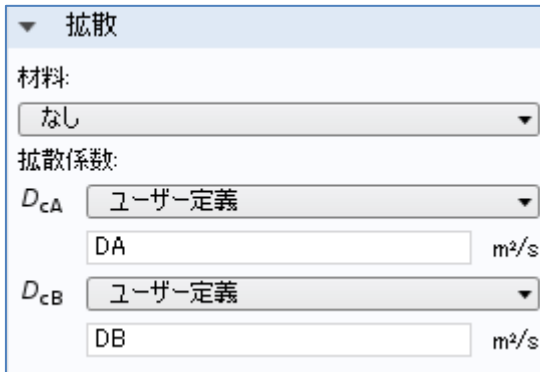 拡散
材料:
なし
拡散係数:
DcA ユーザー定義
DA m²/s
DcB ユーザー定義
DB m²/s